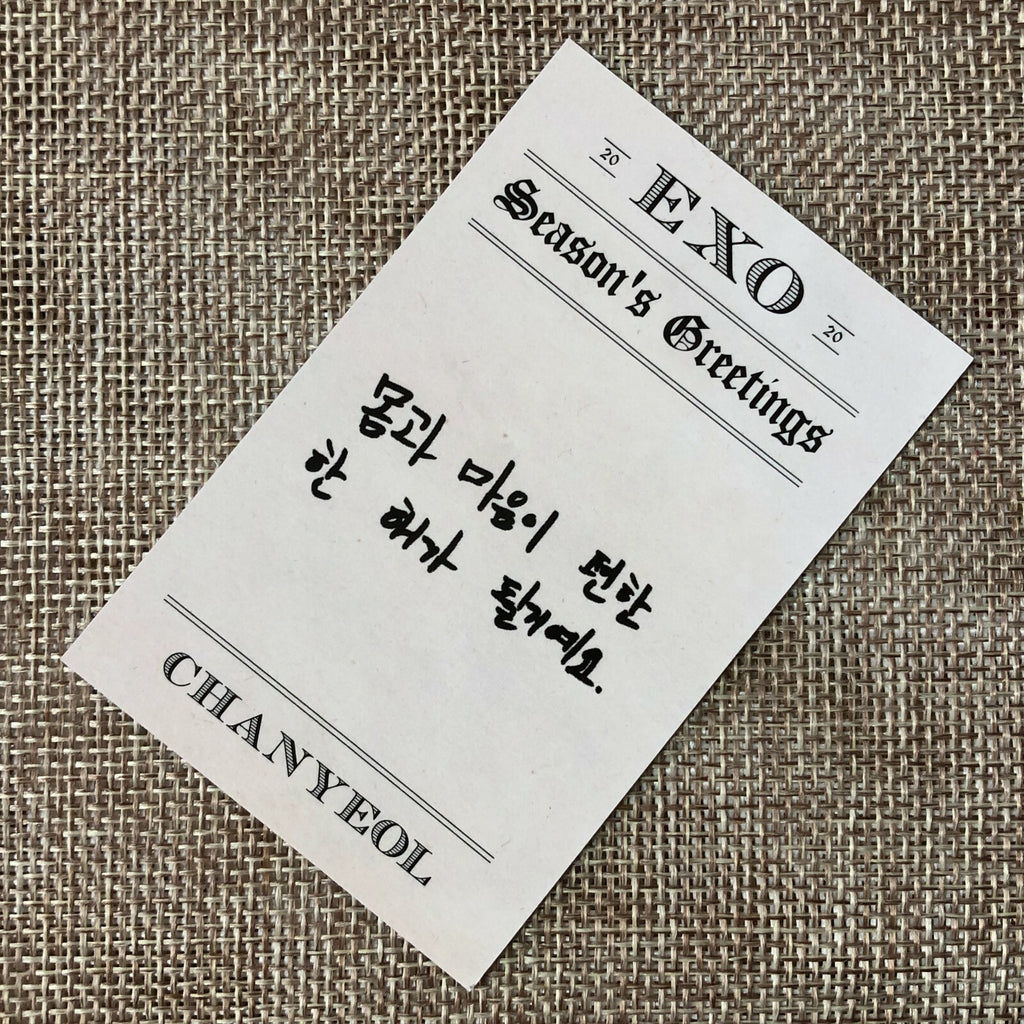 20 EXO 20
Season's Greetings
몸과 마음이 편한
한 해가 될거예요.
CHANYEOL